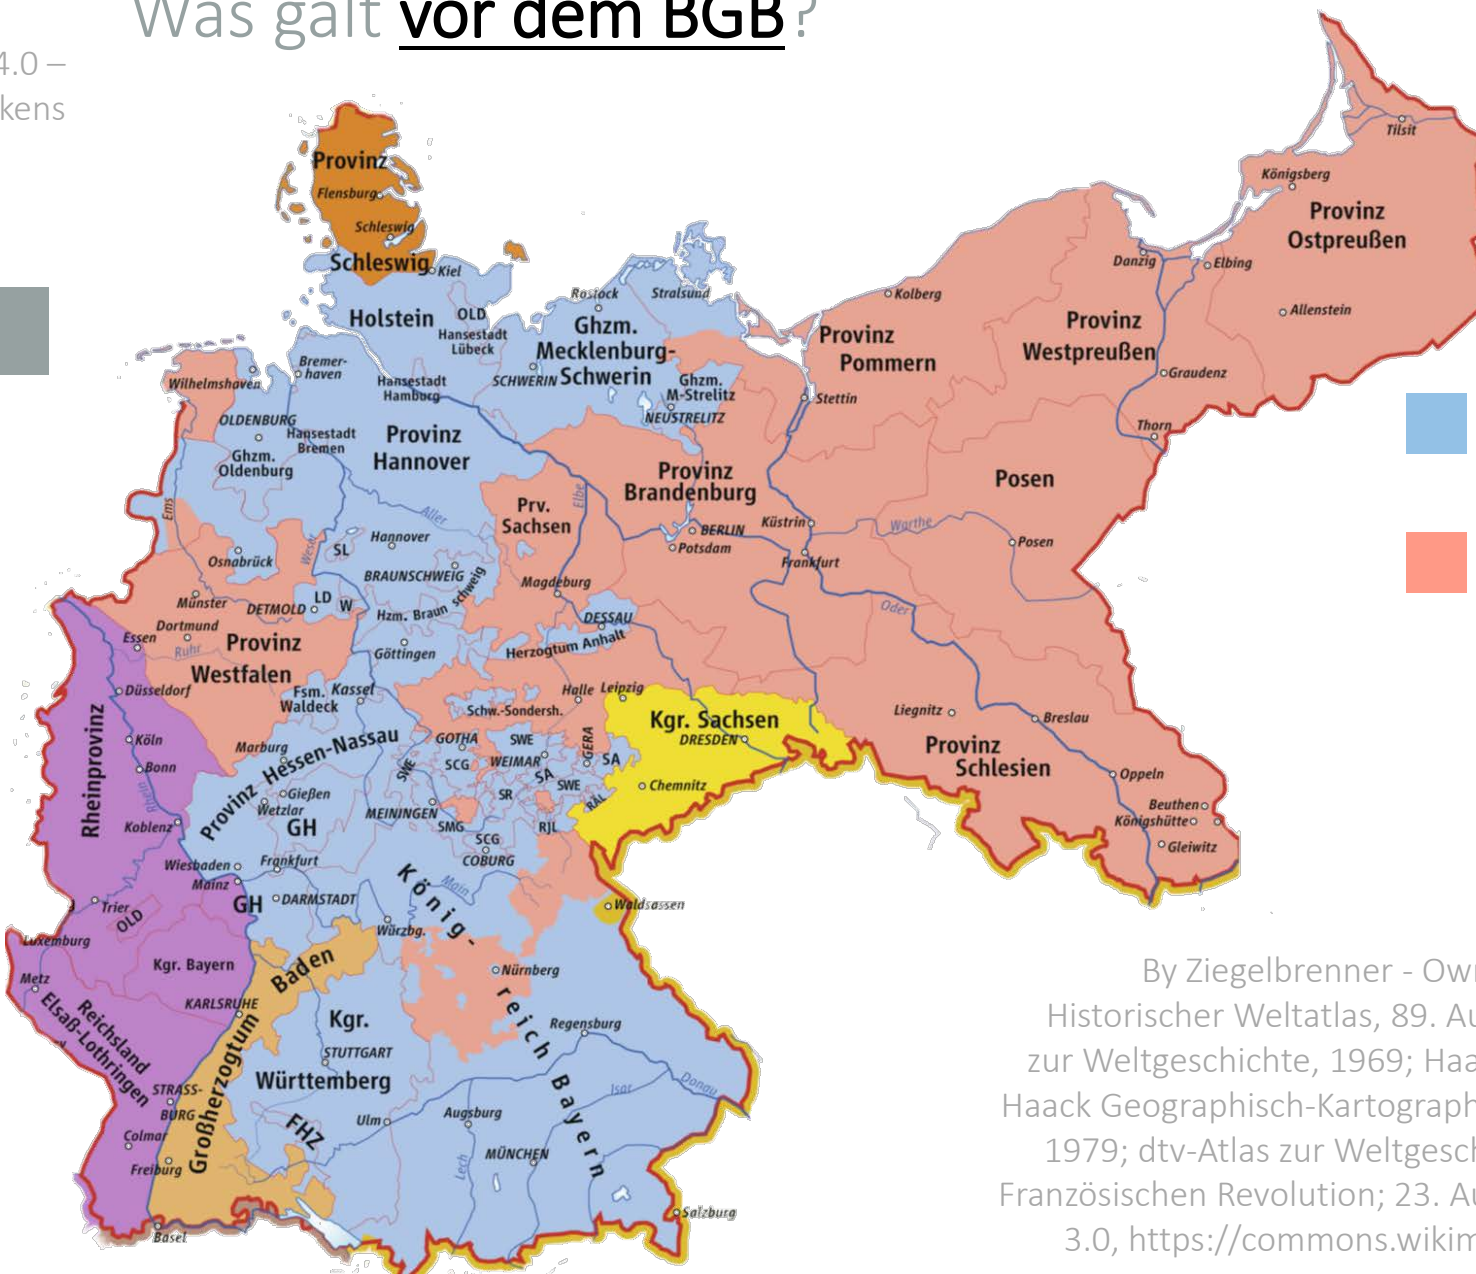 Was galt vor dem BGB?
4.0 –
kens
Provinz
Flensburg
Schleswig
Schleswig
Kiel
Holstein
OLD
Hansestadt
Lübeck
Rostock
Stralsund
Ghzm.
Mecklenburg-
Schwerin
SCHWERIN
Ghzm.
M-Strelitz
NEUSTRELITZ
Bremer-
haven
Wilhelmshaven
Hansestadt
Hamburg
OLDENBURG
Hansestadt
Bremen
Ghzm.
Oldenburg
Provinz
Hannover
Kolberg
Provinz
Pommern
Stettin
Danzig
Elbing
Königsberg
Tilsit
Provinz
Ostpreußen
Allenstein
Provinz
Westpreußen
Graudenz
Thorn
Posen
Warthe
Posen
Provinz
Brandenburg
BERLIN
Potsdam
Küstrin
Frankfurt
Oder
Prv.
Sachsen
Elbe
Magdeburg
Ems
Aller
Weser
Hannover
SL
Osnabrück
BRAUNSCHWEIG
Hzm. Braunschweig
LD
W
DETMOLD
Münster
Dortmund
Essen
Ruhr
Provinz
Westfalen
Göttingen
DESSAU
Herzogtum Anhalt
Düsseldorf
Fsm.
Waldeck
Kassel
Halle
Leipzig
Schw.-Sondersh.
Kgr. Sachsen
DRESDEN
Chemnitz
Liegnitz
Breslau
Provinz
Schlesien
Oppeln
Beuthen
Königshütte
Gleiwitz
Rheinprovinz
Köln
Bonn
Rhein
Koblenz
Marburg
Provinz Hessen-Nassau
Gießen
Wetzlar
GH
GOTHA
SWE
GERA
SCG
WEIMAR
SWE
SA
SA
SWE
SR
RAL
MEININGEN
SMG
RJL
SCG
COBURG
Wiesbaden
Frankfurt
Mainz
GH
DARMSTADT
Main
Würzbg.
Waldsassen
Trier
OLD
Luxemburg
Metz
Kgr. Bayern
KARLSRUHE
Reichsland
Elsaß-Lothringen
Großherzogtum Baden
STRASS-
BURG
Colmar
Freiburg
Basel
Kgr.
STUTTGART
Württemberg
FHZ
Ulm
Königreich Bayern
Nürnberg
Regensburg
Augsburg
Isar
Donau
Lech
MÜNCHEN
Salzburg
By Ziegelbrenner - Own
Historischer Weltatlas, 89. Au
zur Weltgeschichte, 1969; Haa
Haack Geographisch-Kartograph
1979; dtv-Atlas zur Weltgesch
Französischen Revolution; 23. Au
3.0, https://commons.wikim